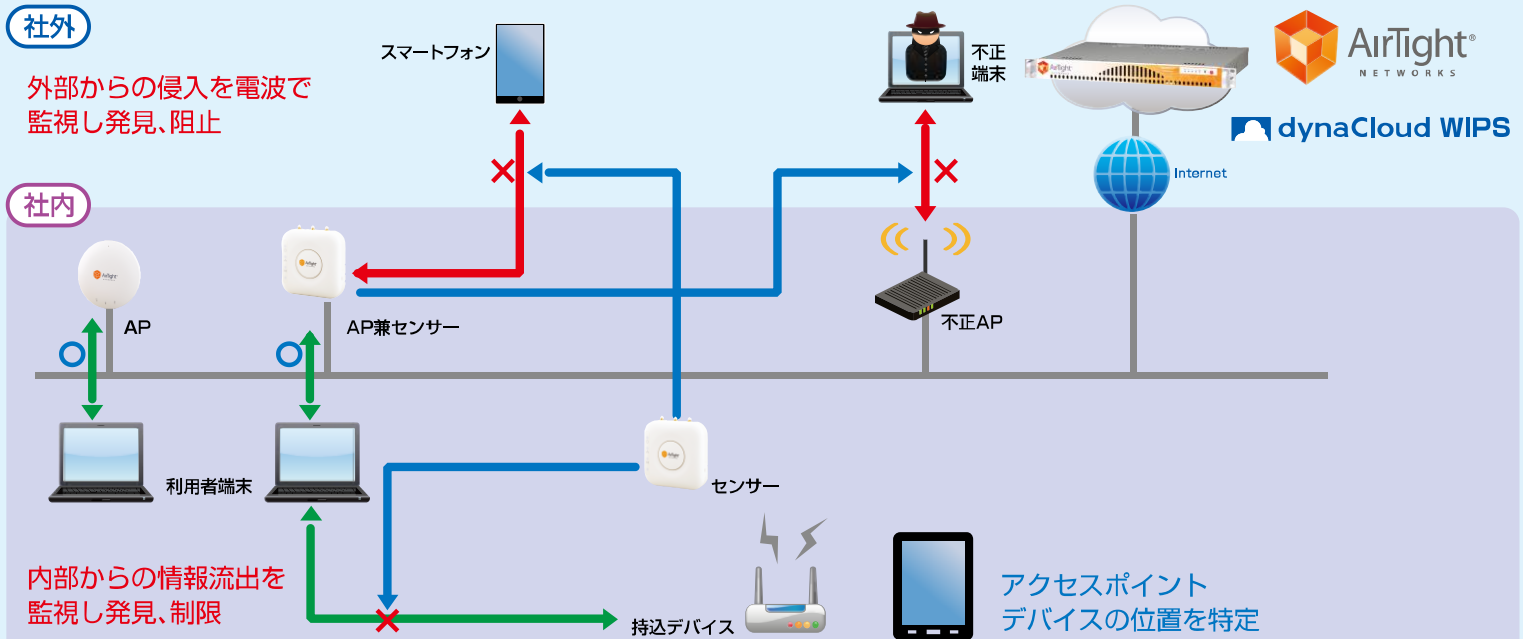 社外
外部からの侵入を電波で
監視し発見、阻止
スマートフォン
不正
端末
AirTight
AirTight®
NETWORKS
dynaCloud WIPS
Internet
社内
AirTight
AirTight
AP
AP兼センサー
不正AP
利用者端末
AirTight
センサー
内部からの情報流出を
監視し発見、制限
持込デバイス
アクセスポイント
デバイスの位置を特定